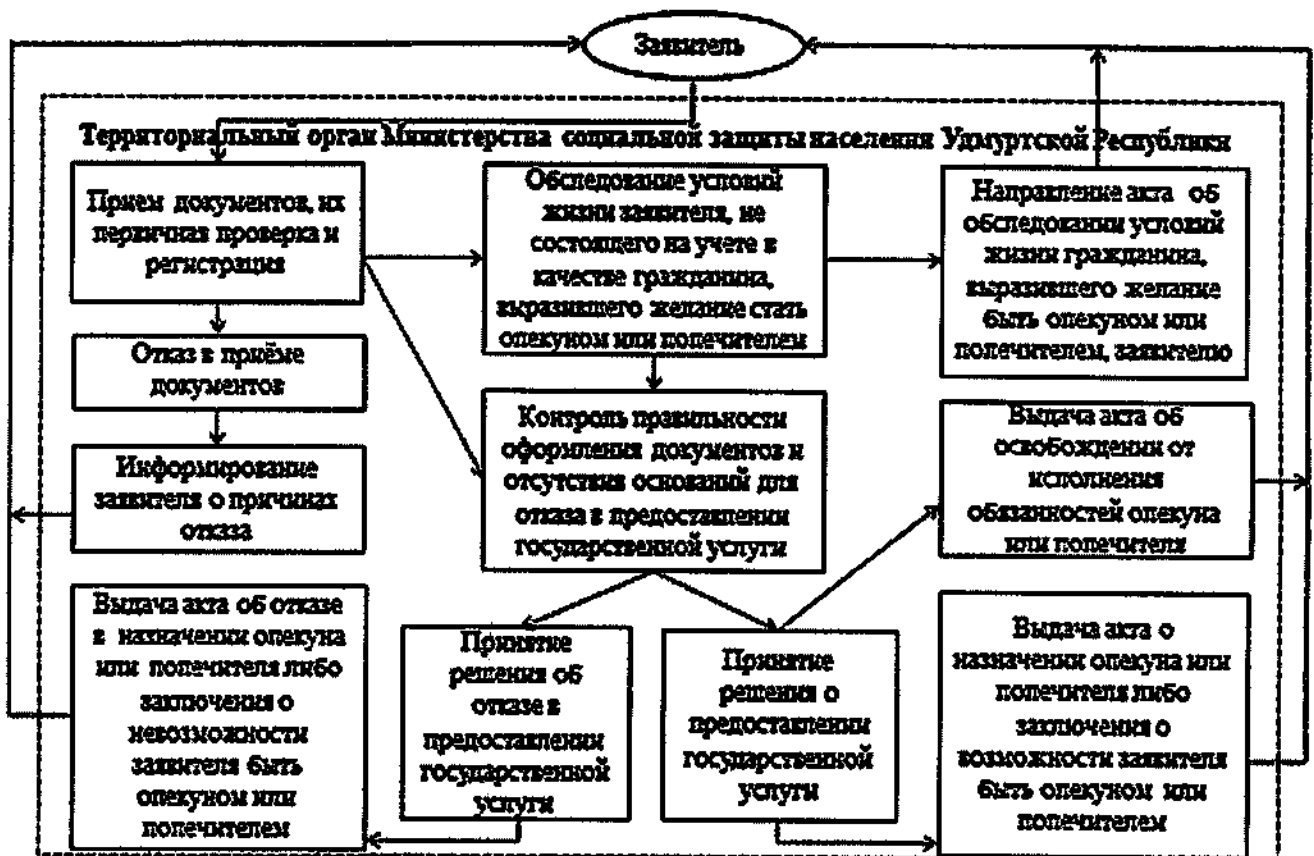 Заявитель
Территориальный орган Министерства социальной защиты населения Удмуртской Республики
Прием документов, их
первичная проверка и
регистрация
Обследование условий
жизни заявителя, не
состоящего на учете в
качестве гражданина,
выразившего желание стать
опекуном или попечителем
Направление акта об
обследовании условий
жизни гражданина,
выразившего желание
быть опекуном или
попечителем, заявителю
Отказ в приёме
документов
Контроль правильности
оформления документов и
отсутствия оснований для
отказа в предоставлении
государственной услуги
Выдача акта об
освобождении от
исполнения
обязанностей опекуна
или попечителя
Информирование
заявителя о причинах
отказа
Выдача акта об отказе
в назначении опекуна
или попечителя либо
заключения о
невозможности
заявителя быть
опекуном или
попечителем
Принятие
решения об
отказе в
предоставлении
государственной
услуги
Принятие
решения о
предоставлении
государственной
услуги
Выдача акта о
назначении опекуна или
попечителя либо
заключения о
возможности заявителя
быть опекуном или
попечителем